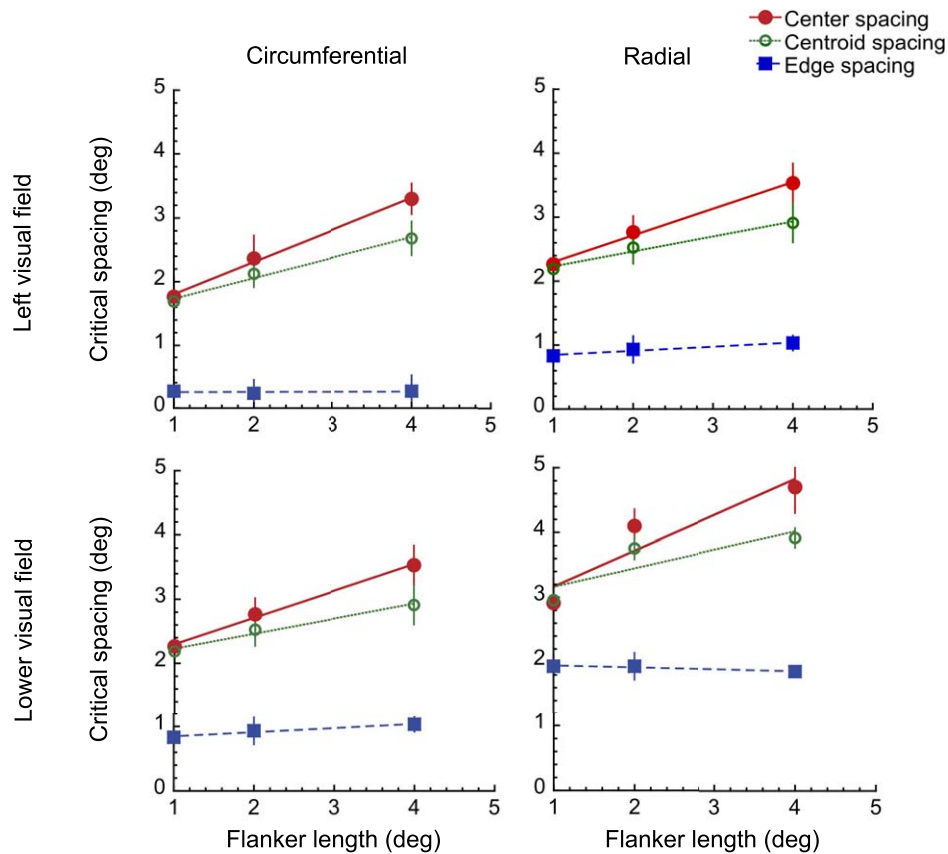 Center spacing
Centroid spacing
Edge spacing
Circumferential
Radial
Left visual field
Critical spacing (deg)
5
4
3
2
1
0
1 2 3 4 5
5
4
3
2
1
0
1 2 3 4 5
Lower visual field
Critical spacing (deg)
5
4
3
2
1
0
1 2 3 4 5
Flanker length (deg)
5
4
3
2
1
0
1 2 3 4 5
Flanker length (deg)